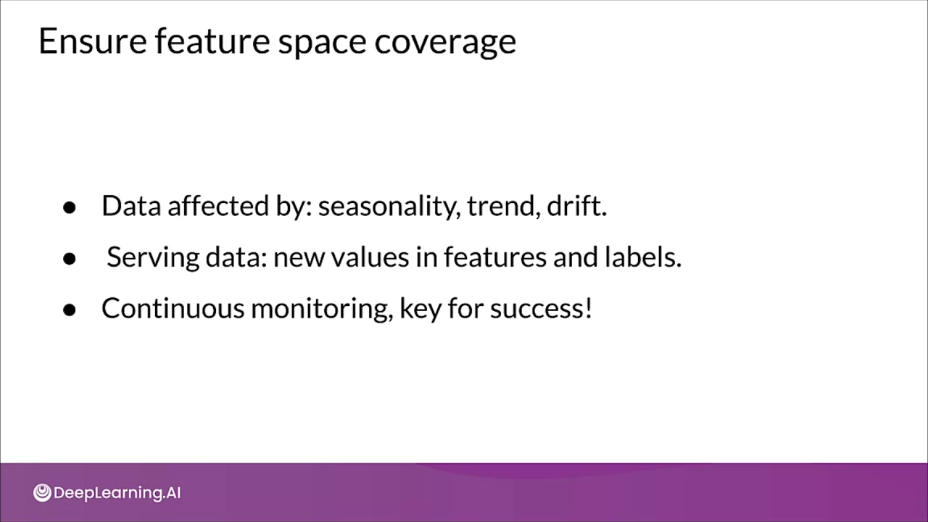 Ensure feature space coverage
● Data affected by: seasonality, trend, drift.
● Serving data: new values in features and labels.
● Continuous monitoring, key for success!
DeepLearning.AI